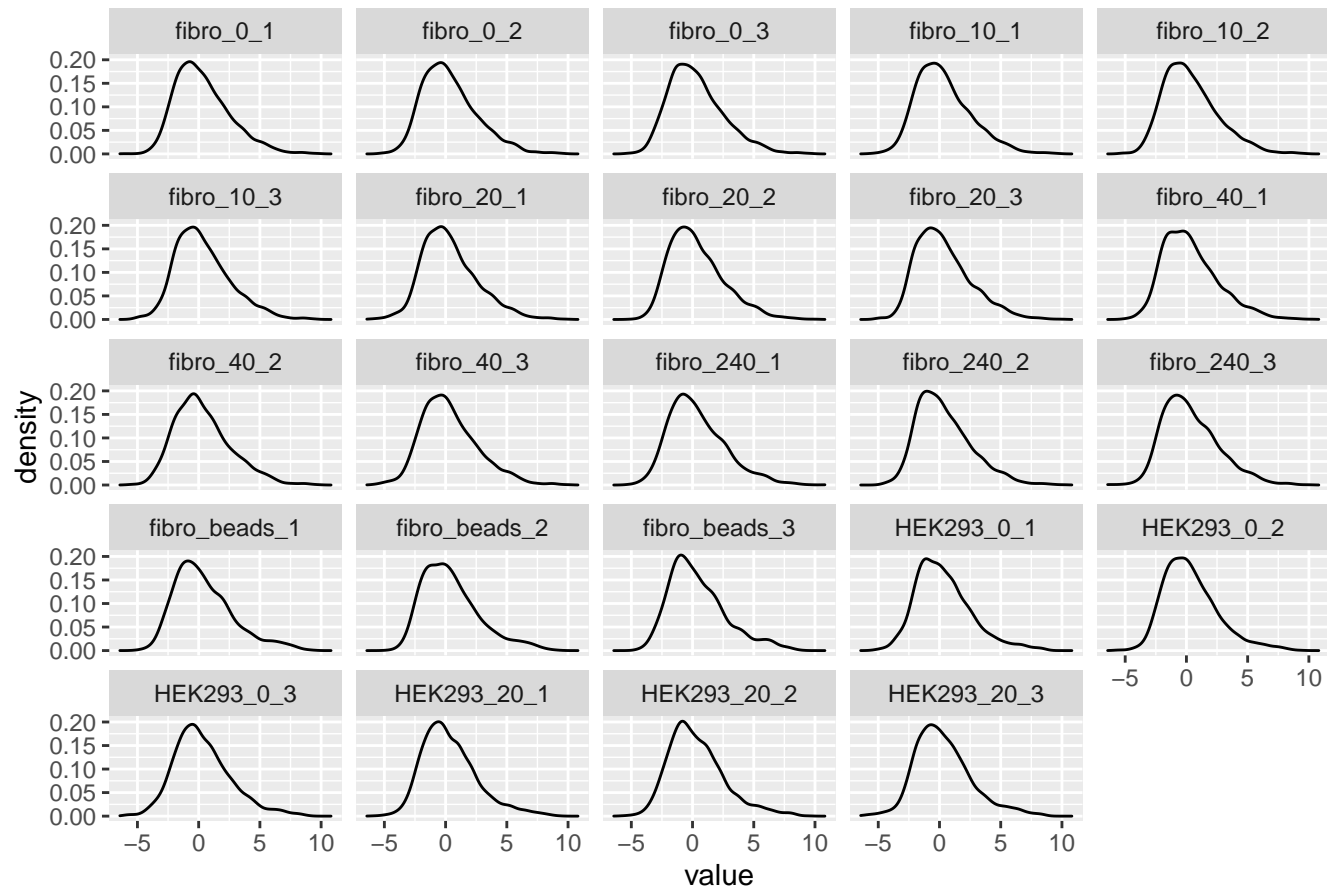 fibro_0_1 fibro_0_2 fibro_0_3 fibro_10_1 fibro_10_2
0.20
0.15
0.10
0.05
0.00
fibro_10_3 fibro_20_1 fibro_20_2 fibro_20_3 fibro_40_1
0.20
0.15
0.10
0.05
0.00
fibro_40_2 fibro_40_3 fibro_240_1 fibro_240_2 fibro_240_3
0.20
0.15
0.10
0.05
0.00
density
fibro_beads_1 fibro_beads_2 fibro_beads_3 HEK293_0_1 HEK293_0_2
0.20
0.15
0.10
0.05
0.00
−5 0 5 10
HEK293_0_3 HEK293_20_1 HEK293_20_2 HEK293_20_3
0.20
0.15
0.10
0.05
0.00
−5 0 5 10 −5 0 5 10 −5 0 5 10 −5 0 5 10
value